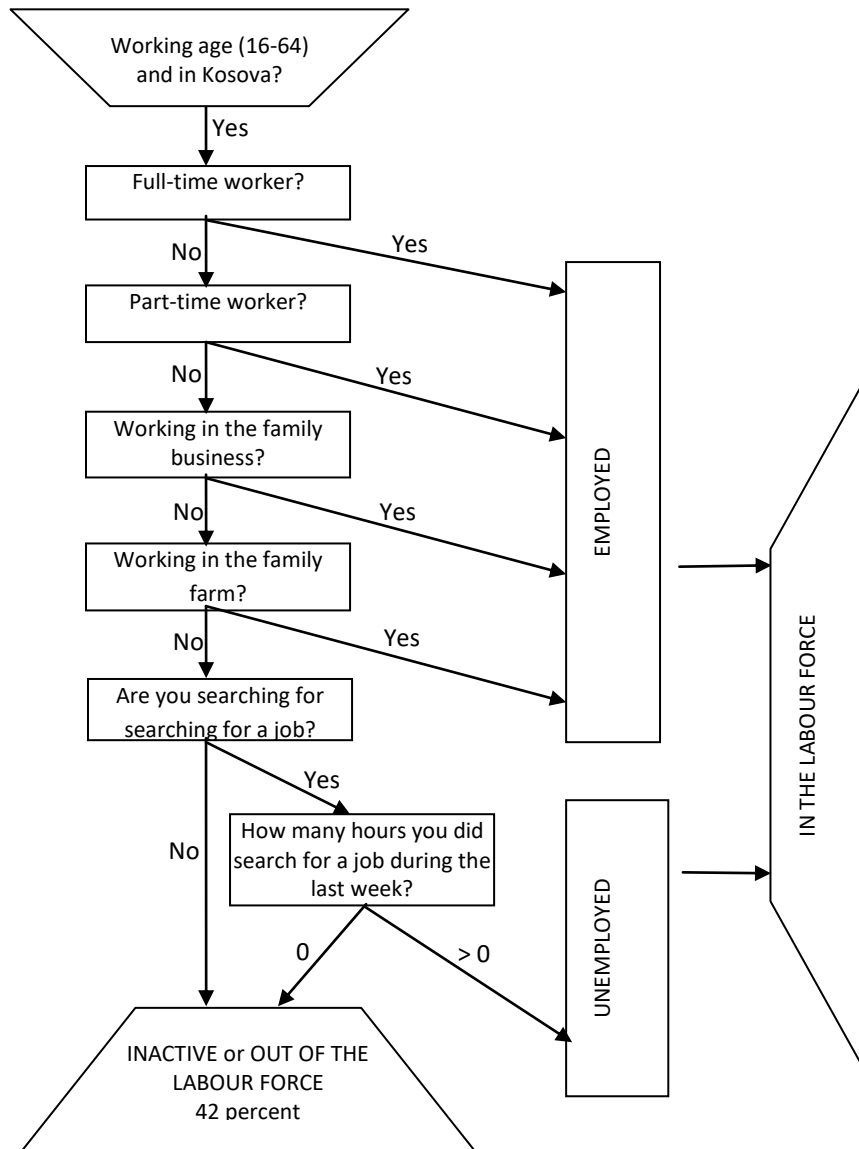 Working age (16-64)
and in Kosova?
Yes
Full-time worker?
Yes
No
Part-time worker?
No
Yes
Working in the family
business?
No
Yes
Working in the family
farm?
No
Yes
Are you searching for
searching for a job?
Yes
No
How many hours you did
search for a job during the
last week?
0
> 0
INACTIVE or OUT OF THE
LABOUR FORCE
42 percent
EMPLOYED
UNEMPLOYED
IN THE LABOUR FORCE